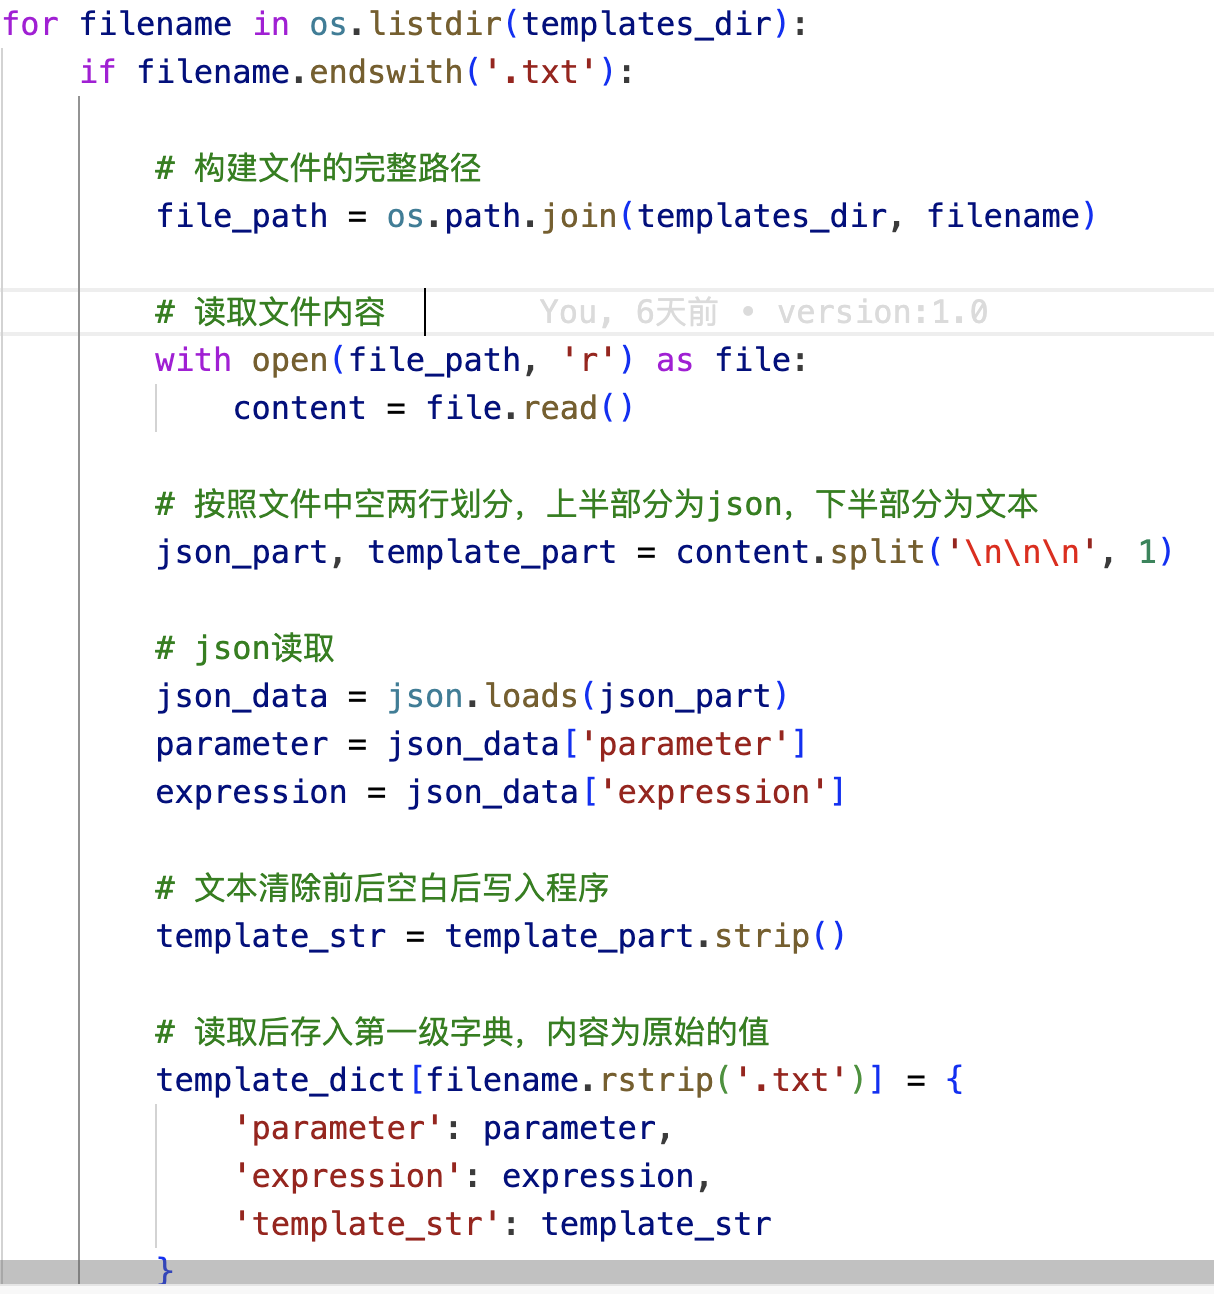 for filename in os.listdir(templates_dir):
    if filename.endswith('.txt'):

        # 构建文件的完整路径
        file_path = os.path.join(templates_dir, filename)

        # 读取文件内容        You, 6天前 • version:1.0
        with open(file_path, 'r') as file:
            content = file.read()

        # 按照文件中空两行划分，上半部分为json，下半部分为文本
        json_part, template_part = content.split('\n\n\n', 1)

        # json读取
        json_data = json.loads(json_part)
        parameter = json_data['parameter']
        expression = json_data['expression']

        # 文本清除前后空白后写入程序
        template_str = template_part.strip()

        # 读取后存入第一级字典，内容为原始的值
        template_dict[filename.rstrip('.txt')] = {
            'parameter': parameter,
            'expression': expression,
            'template_str': template_str
        }